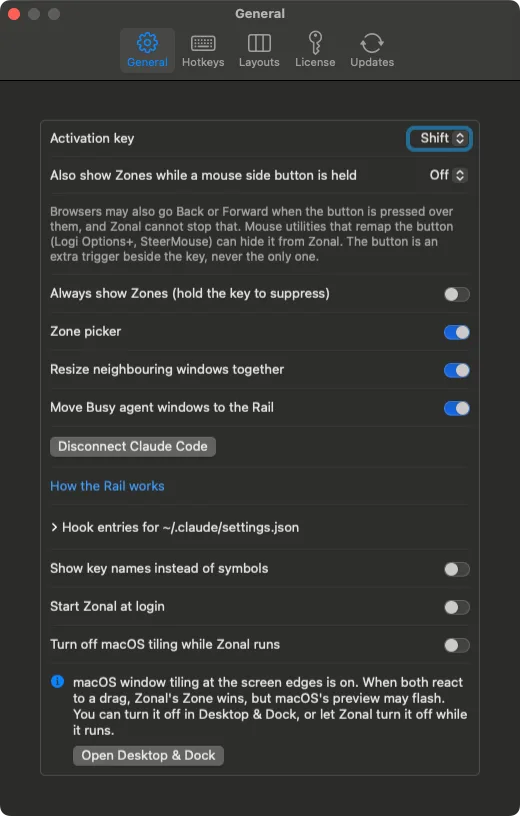 General
General
Hotkeys
Layouts
License
Updates
Activation key
Shift
Also show Zones while a mouse side button is held
Off
Browsers may also go Back or Forward when the button is pressed over
them, and Zonal cannot stop that. Mouse utilities that remap the button
(Logi Options+, SteerMouse) can hide it from Zonal. The button is an
extra trigger beside the key, never the only one.
Always show Zones (hold the key to suppress)
Zone picker
Resize neighbouring windows together
Move Busy agent windows to the Rail
Disconnect Claude Code
How the Rail works
Hook entries for ~/.claude/settings.json
Show key names instead of symbols
Start Zonal at login
Turn off macOS tiling while Zonal runs
macOS window tiling at the screen edges is on. When both react
to a drag, Zonal's Zone wins, but macOS's preview may flash.
You can turn it off in Desktop & Dock, or let Zonal turn it off while
it runs.
Open Desktop & Dock